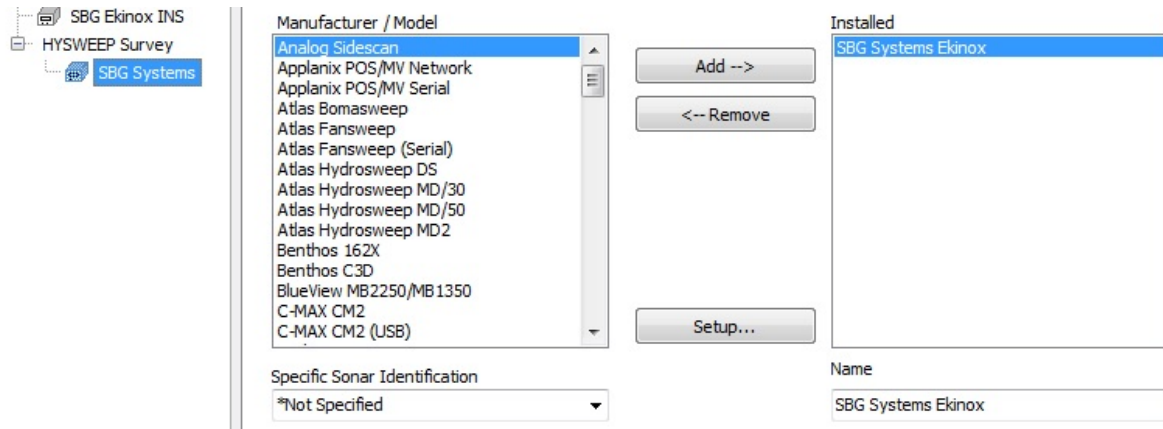 SBG Ekinox INS
HYSWEEP Survey
SBG Systems
Manufacturer / Model
Analog Sidescan
Applanix POS/MV Network
Applanix POS/MV Serial
Atlas Bomasweep
Atlas Fansweep
Atlas Fansweep (Serial)
Atlas Hydrosweep DS
Atlas Hydrosweep MD/30
Atlas Hydrosweep MD/50
Atlas Hydrosweep MD2
Benthos 162X
Benthos C3D
BlueView MB2250/MB1350
C-MAX CM2
C-MAX CM2 (USB)
Specific Sonar Identification
*Not Specified
Add -->
<-- Remove
Setup...
Installed
SBG Systems Ekinox
Name
SBG Systems Ekinox